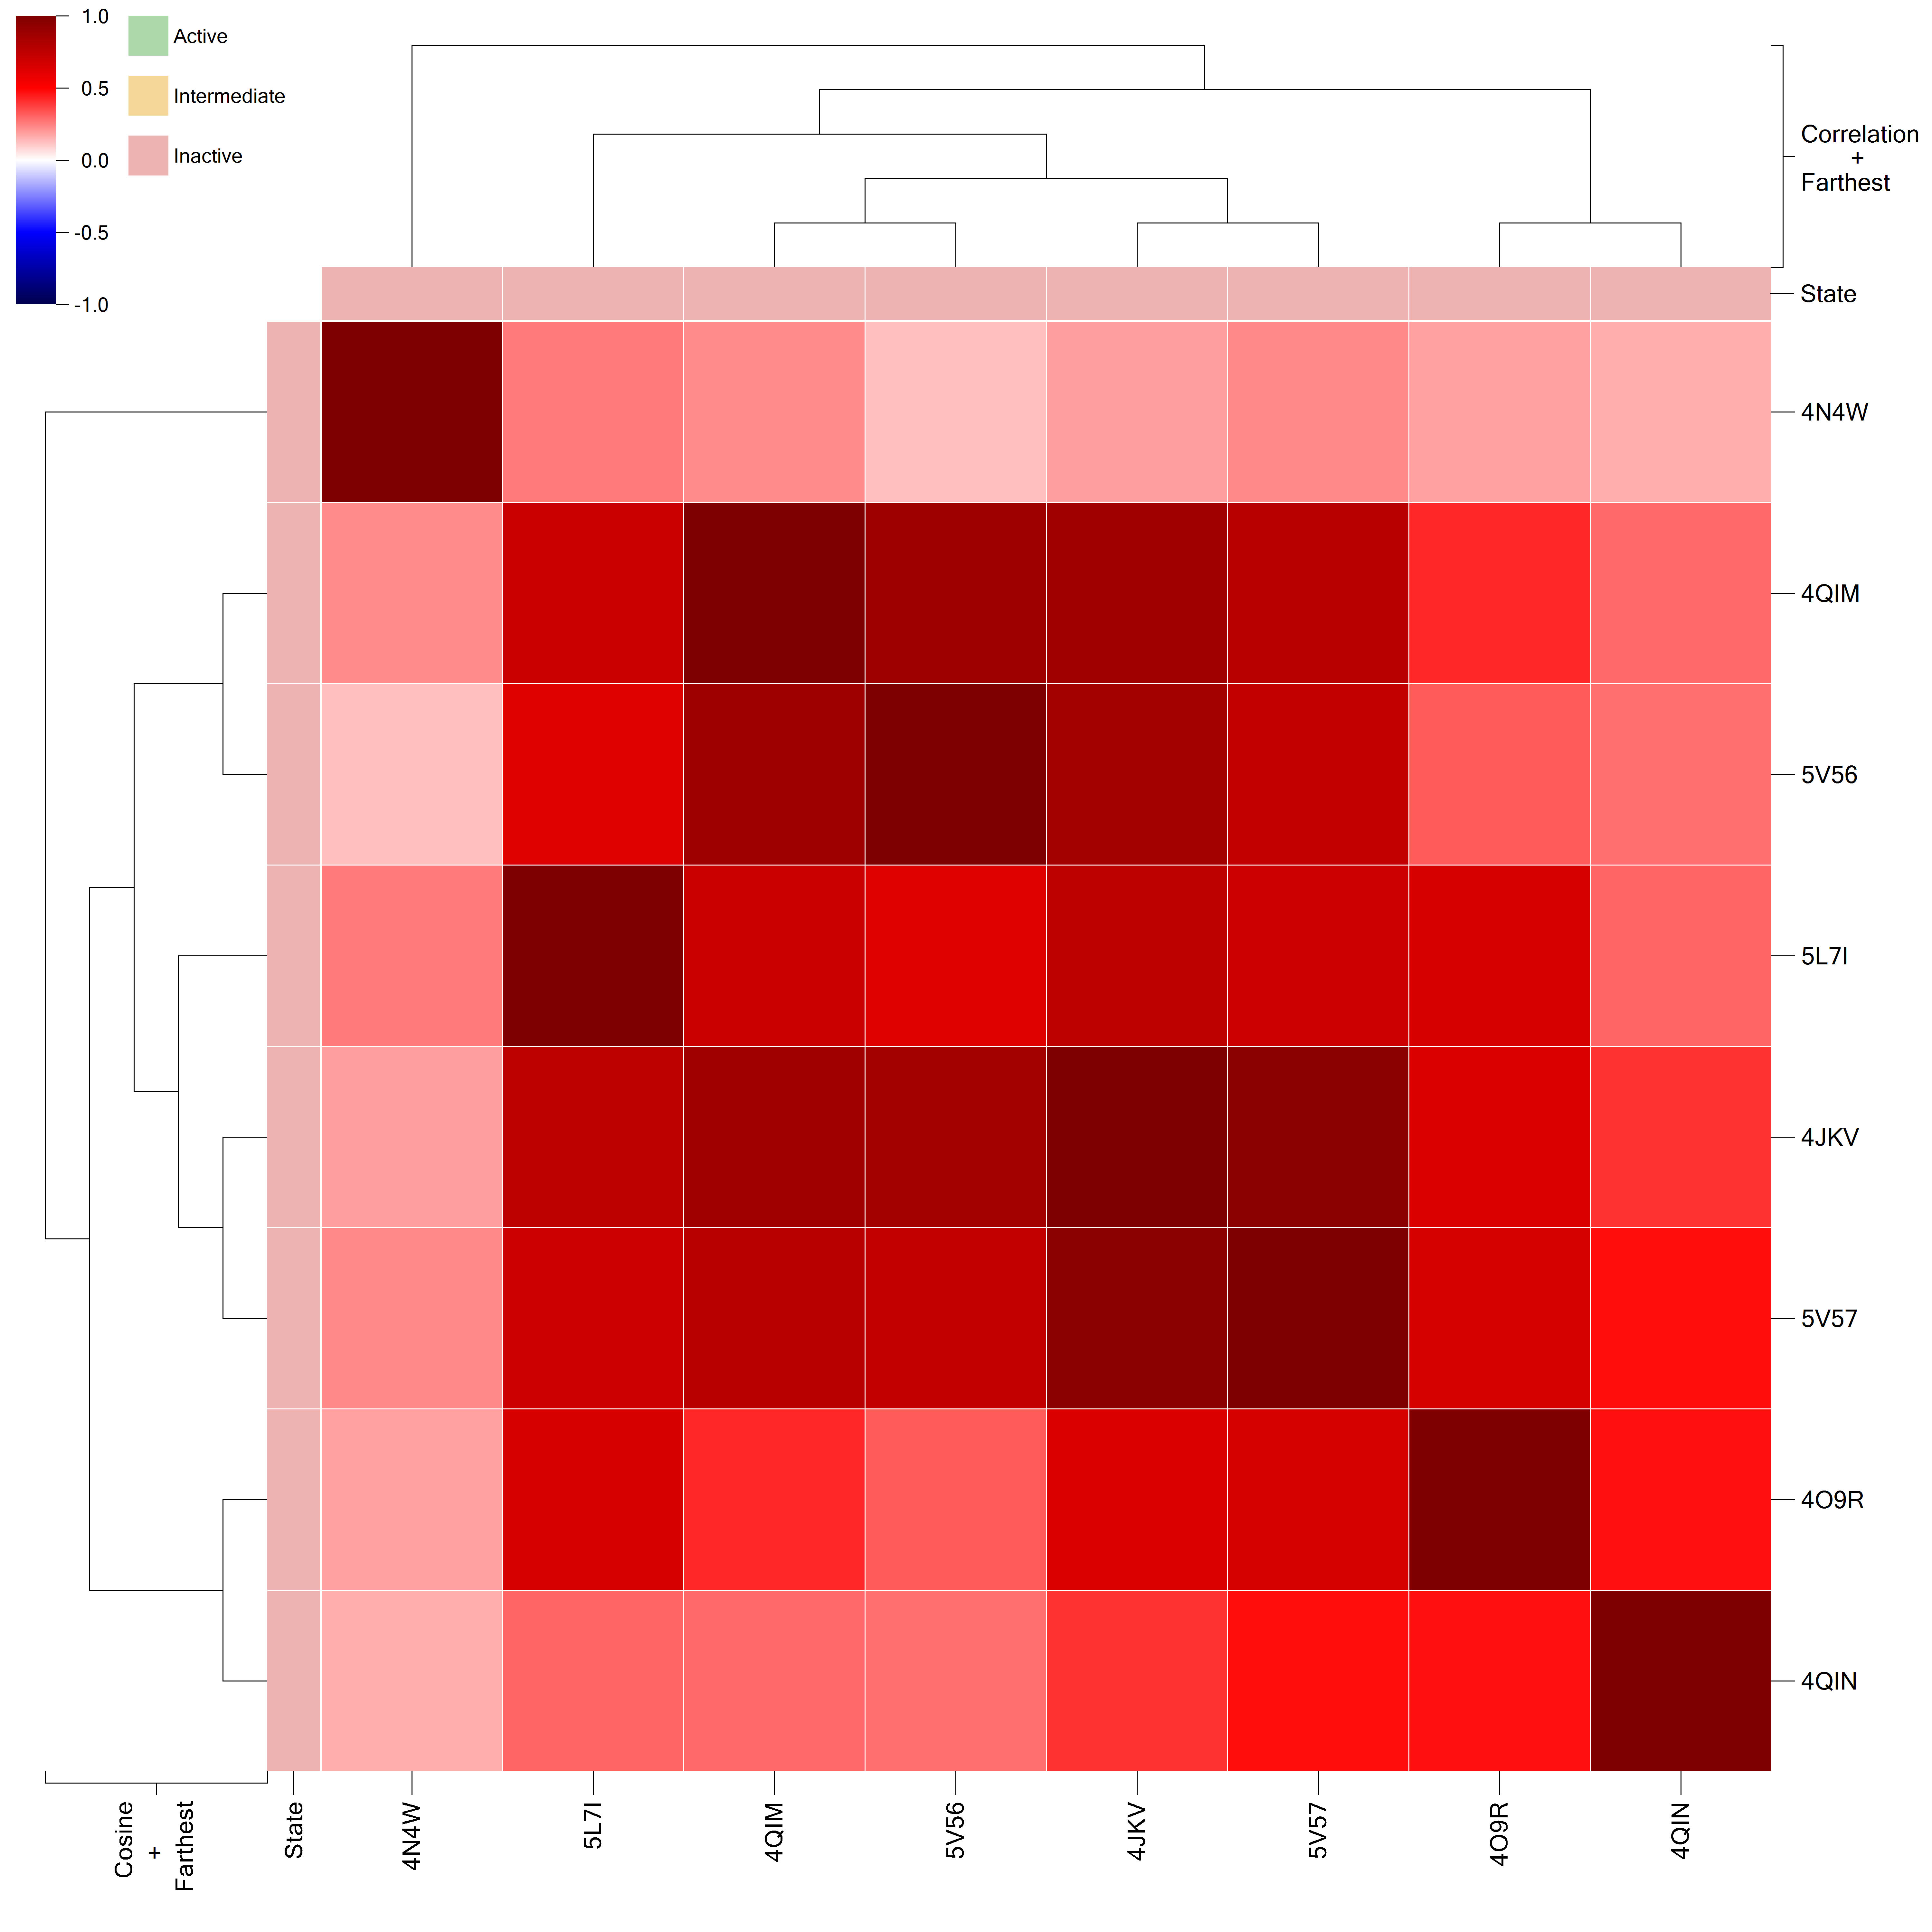 1.0
0.5
0.0
-0.5
-1.0
Active
Intermediate
Inactive
Correlation
+
Farthest
State
4N4W
4QIM
5V56
5L7I
4JKV
5V57
4O9R
4QIN
Cosine
+
Farthest
State
4N4W
5L7I
4QIM
5V56
4JKV
5V57
4O9R
4QIN